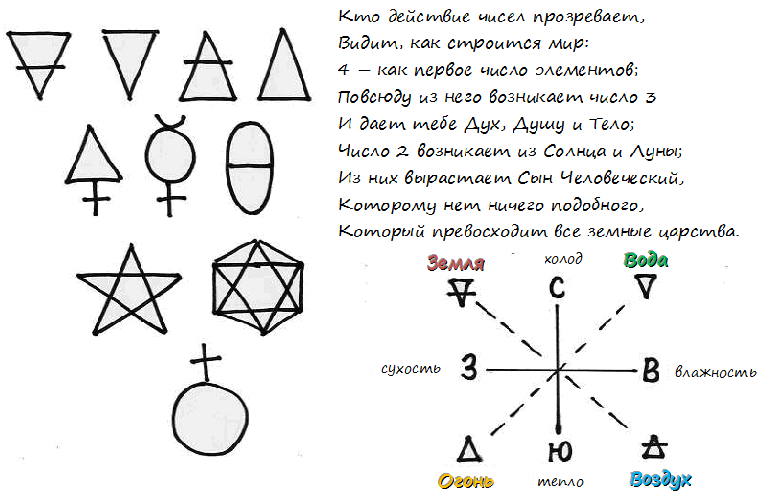 Кто действие чисел прозревает,
Видит, как строится мир:
4 – как первое число элементов;
Повсюду из него возникает число 3
И дает тебе Дух, Душу и Тело;
Число 2 возникает из Солнца и Луны;
Из них вырастает Сын Человеческий,
Которому нет ничего подобного,
Который превосходит все земные царства.
Земля холод Вода
С
сухость З В влажность
Ю
Огонь тепло Воздух